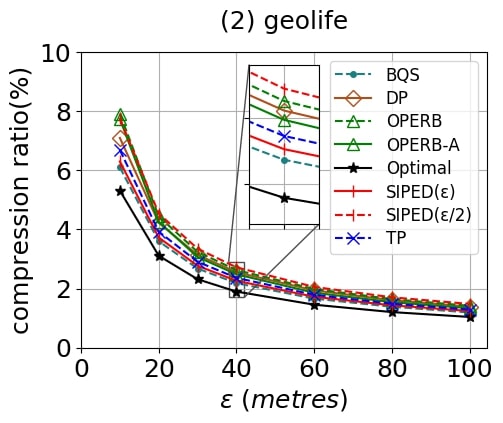 (2) geolife
compression ratio(%)
10
8
6
4
2
0
0 20 40 60 80 100
ε (metres)
BQS
DP
OPERB
OPERB-A
Optimal
SIPED(ε)
SIPED(ε/2)
TP